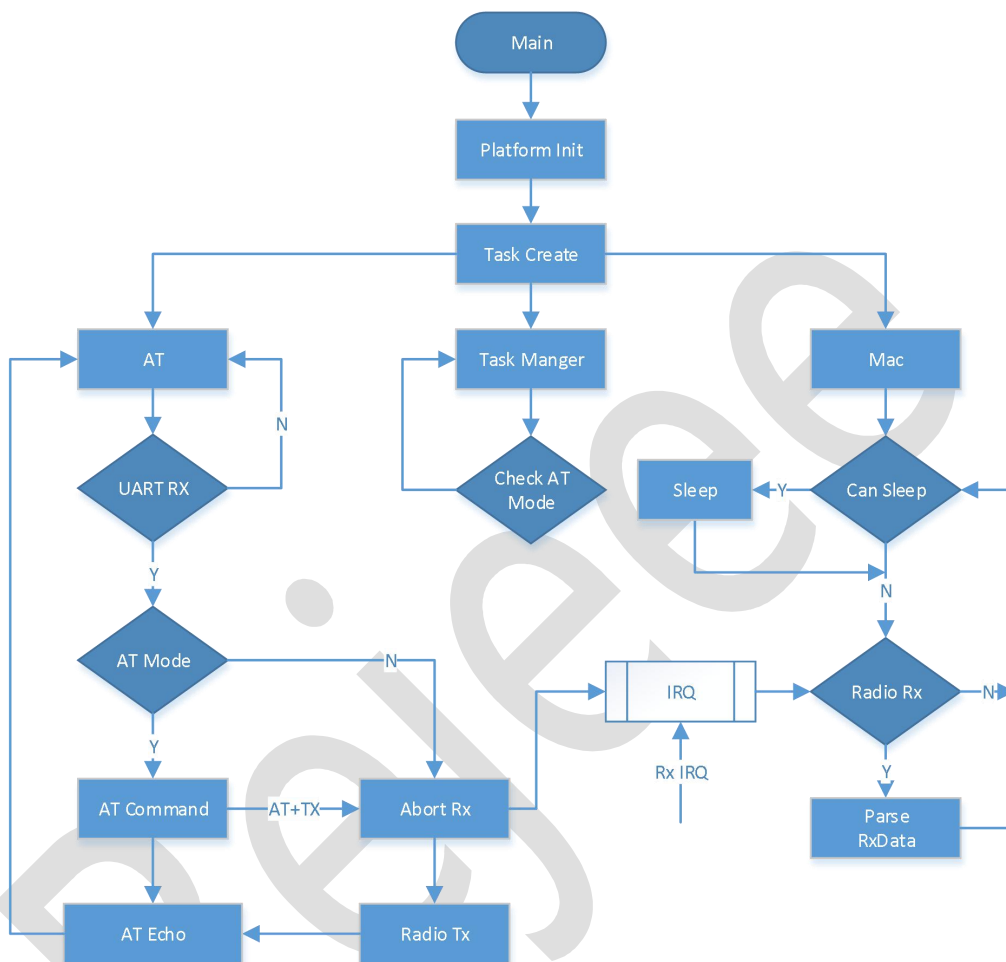 Main
Platform Init
Task Create
AT
Task Manger
Mac
N
UART RX
Check AT
Mode
Sleep
Y
Can Sleep
Y
N
AT Mode
N
IRQ
Radio Rx
N
Y
Rx IRQ
Y
AT Command
AT+TX
Abort Rx
Parse
RxData
AT Echo
Radio Tx
Rejeee